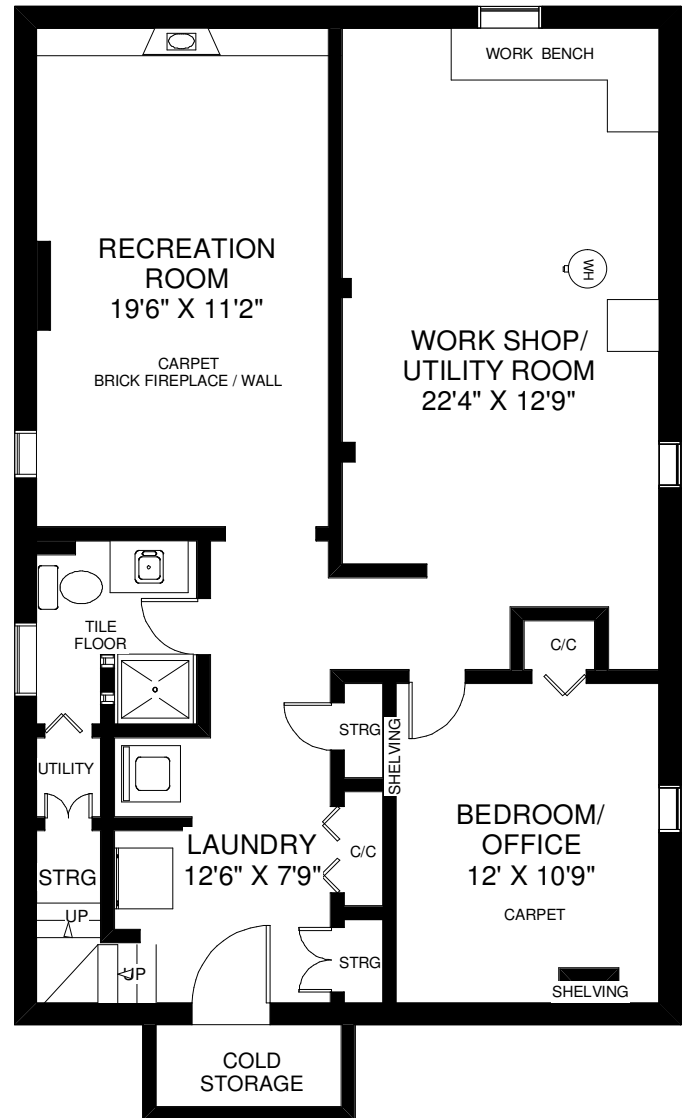 WORK BENCH
RECREATION
ROOM
19'6" X 11'2"
CARPET
BRICK FIREPLACE / WALL
WH
WORK SHOP/
UTILITY ROOM
22'4" X 12'9"
TILE
FLOOR
C/C
STRG
SHELVING
UTILITY
LAUNDRY
12'6" X 7'9"
C/C
BEDROOM/
OFFICE
12' X 10'9"
CARPET
STRG
UP
UP
STRG
SHELVING
COLD
STORAGE